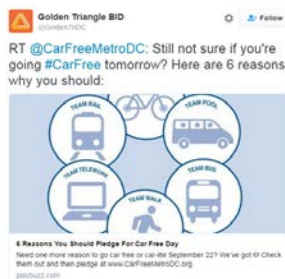 Golden Triangle BID
@GoldenTriDC
Follow
RT @CarFreeMetroDC: Still not sure if you're
going #CarFree tomorrow? Here are 6 reasons
why you should:
TEAM RAIL
TEAM POOL
TEAM TELEWORK
TEAM BUS
TEAM WALK
6 Reasons You Should Pledge For Car Free Day
Need one more reason to go car free or car-lite September 22? We've got 6! Check
them out and then pledge at www.CarFreeMetroDC.org
playbuzz.com